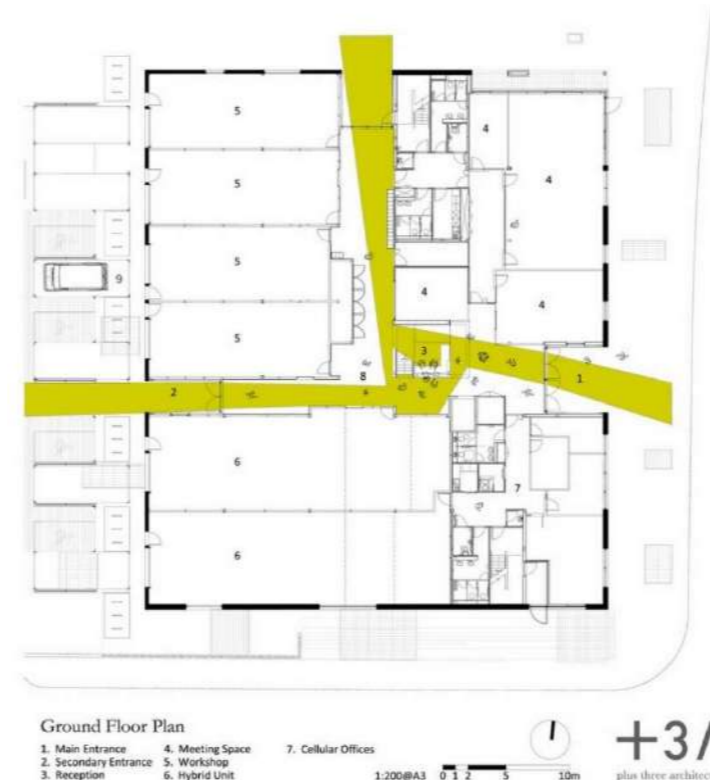 5
4
5
4
5
9
4
4
5
3
1
8
2
6
7
6
Ground Floor Plan
1. Main Entrance 4. Meeting Space 7. Cellular Offices
2. Secondary Entrance 5. Workshop
3. Reception 6. Hybrid Unit
1:200@A3 0 1 2 5 10m
+3/
plus three architec